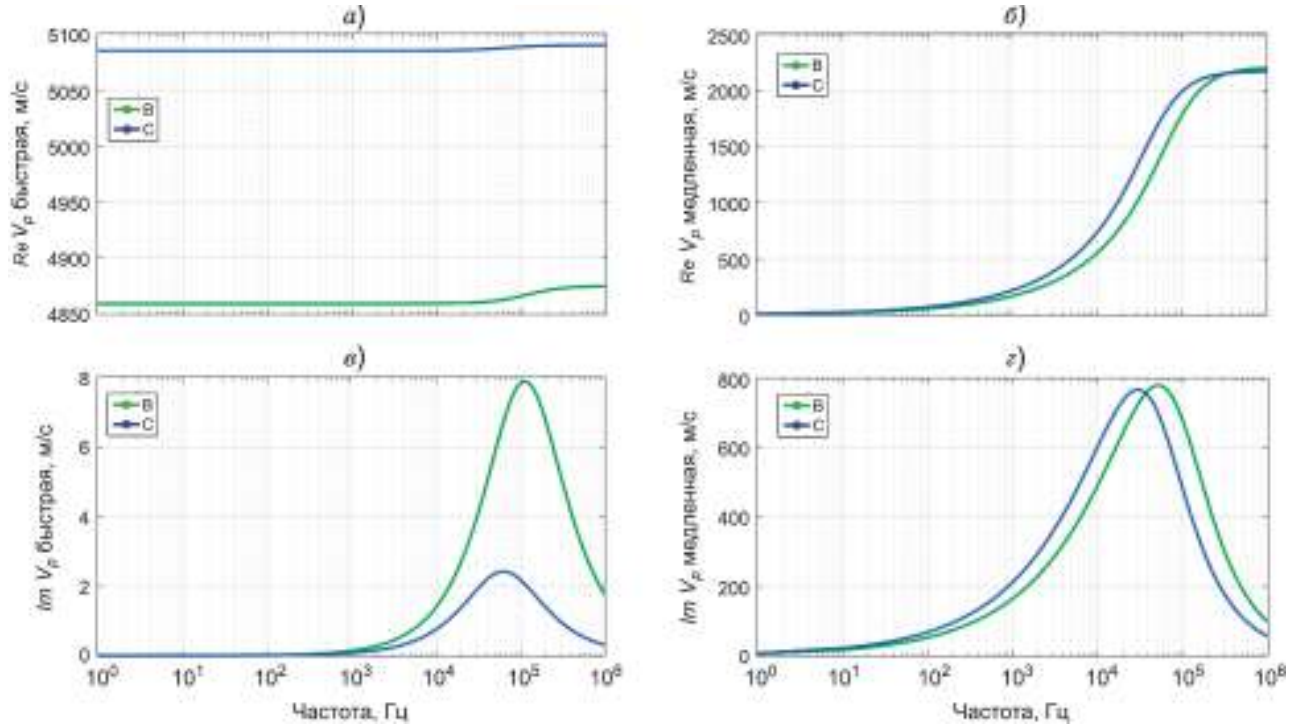 а)
5100
5050
5000
4950
4900
4850
Re Vp быстрая, м/с
B
C
б)
2500
2000
1500
1000
500
0
Re Vp медленная, м/с
B
C
в)
8
6
4
2
0
Im Vp быстрая, м/с
B
C
10⁰ 10¹ 10² 10³ 10⁴ 10⁵ 10⁶
Частота, Гц
г)
800
600
400
200
0
Im Vp медленная, м/с
B
C
10⁰ 10¹ 10² 10³ 10⁴ 10⁵ 10⁶
Частота, Гц